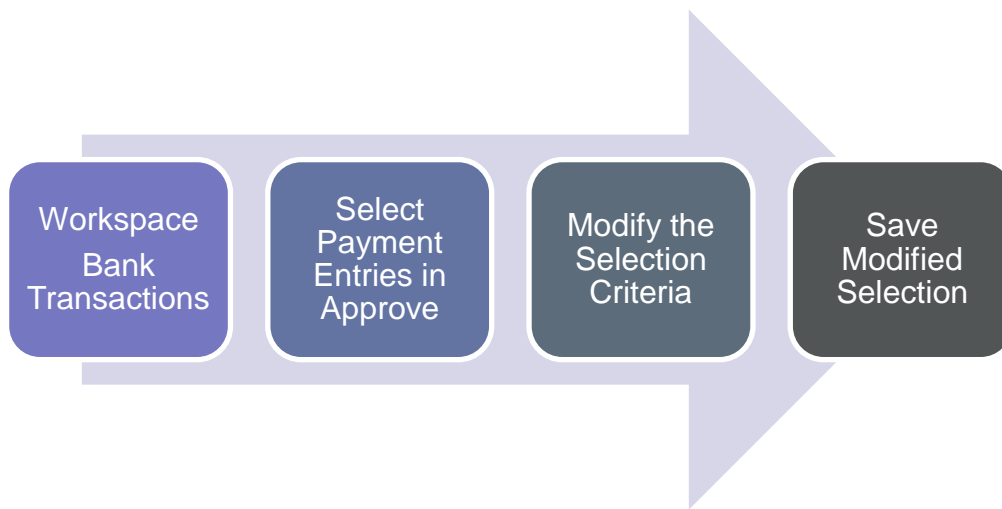 Workspace
Bank
Transactions
Select
Payment
Entries in
Approve
Modify the
Selection
Criteria
Save
Modified
Selection